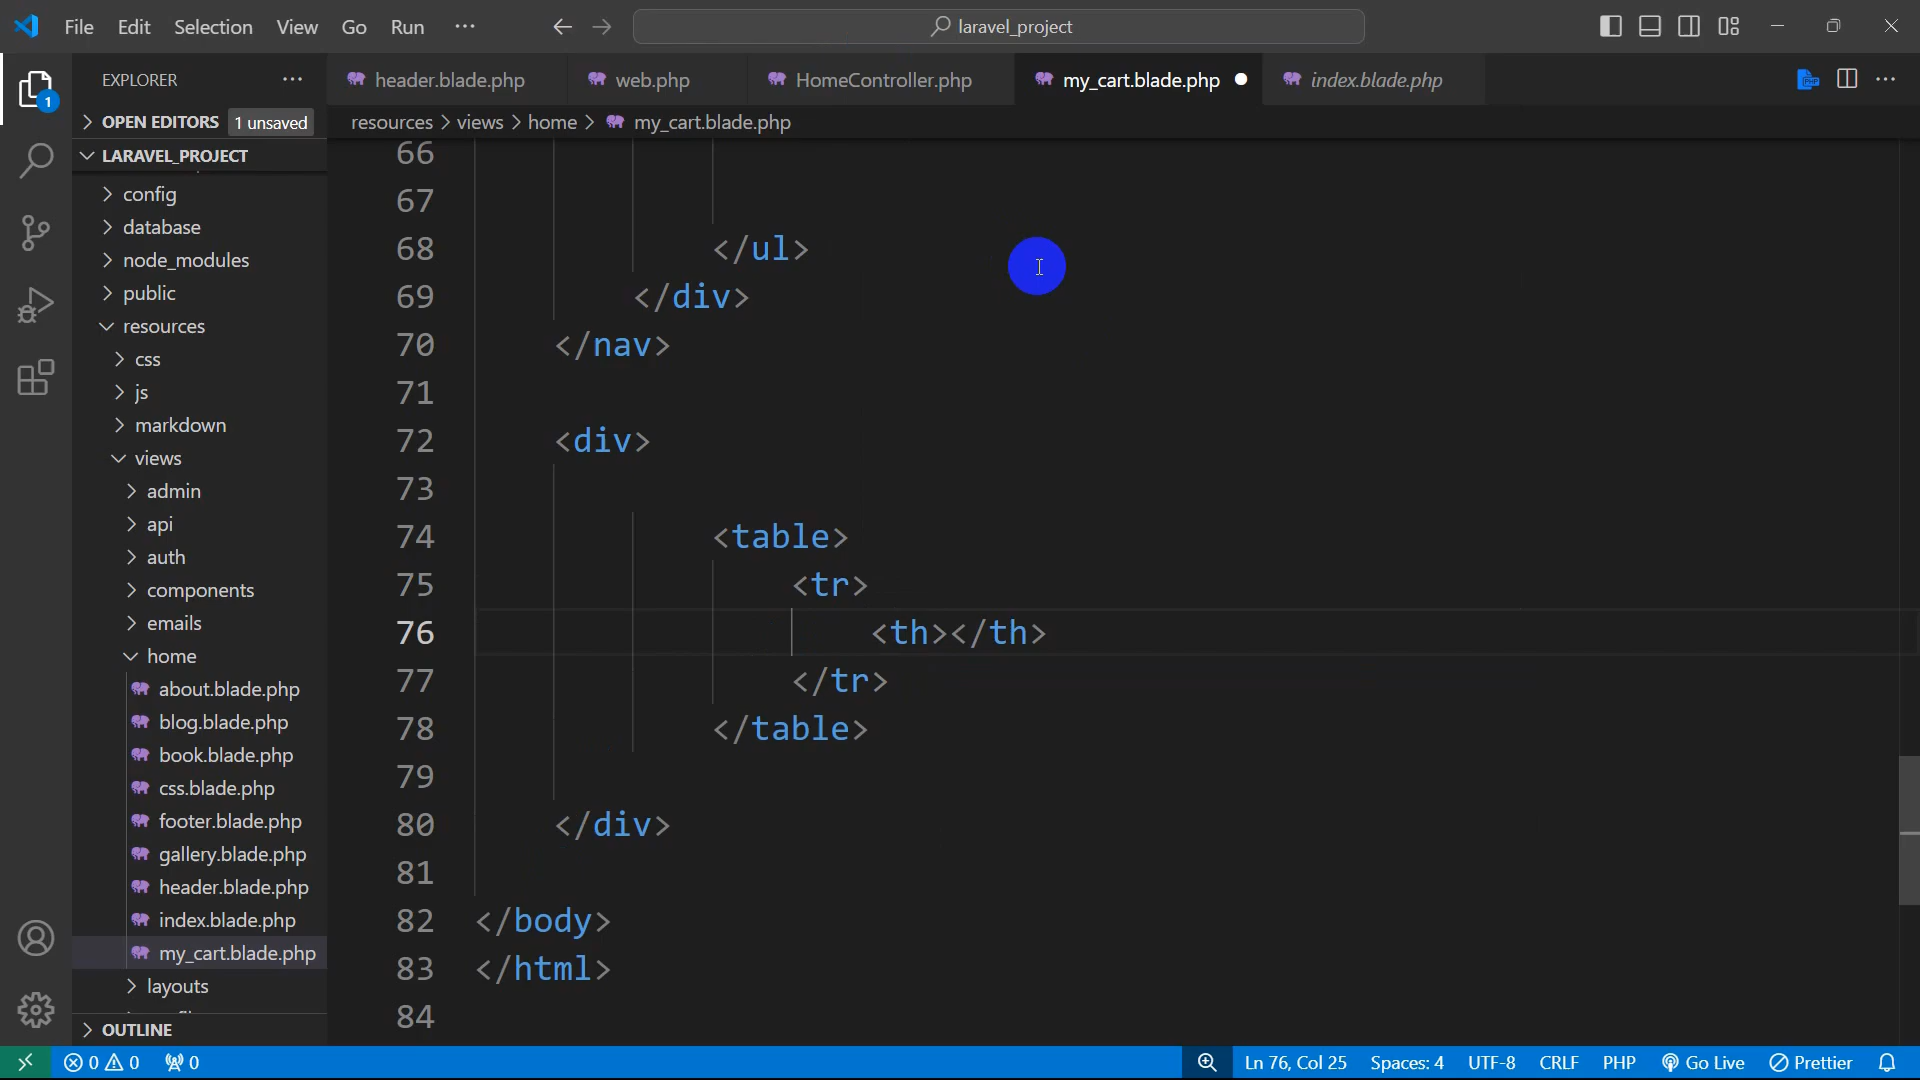 File Edit Selection View Go Run ··· laravel_project
EXPLORER ···
header.blade.php web.php HomeController.php my_cart.blade.php index.blade.php ···
OPEN EDITORS 1 unsaved
resources > views > home > my_cart.blade.php
LARAVEL_PROJECT
config
database
node_modules
public
resources
css
js
markdown
views
admin
api
auth
components
emails
home
about.blade.php
blog.blade.php
book.blade.php
css.blade.php
footer.blade.php
gallery.blade.php
header.blade.php
index.blade.php
my_cart.blade.php
layouts
OUTLINE
1
66
67
68 </ul>
69 </div>
70 </nav>
71
72 <div>
73
74 <table>
75 <tr>
76 <th></th>
77 </tr>
78 </table>
79
80 </div>
81
82 </body>
83 </html>
84
0 0 0 Ln 76, Col 25 Spaces: 4 UTF-8 CRLF PHP Go Live Prettier